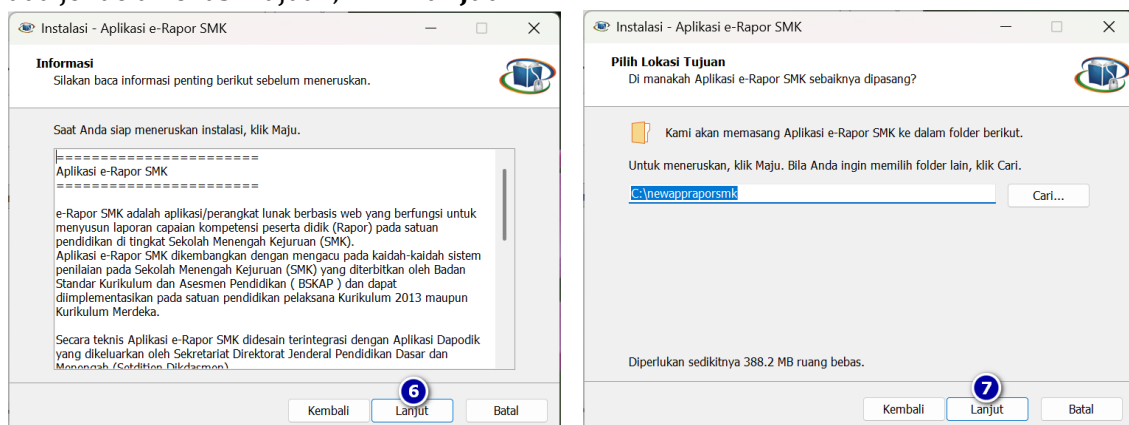 Instalasi - Aplikasi e-Rapor SMK
Informasi
Silakan baca informasi penting berikut sebelum meneruskan.
Saat Anda siap meneruskan instalasi, klik Maju.
========================
Aplikasi e-Rapor SMK
========================
e-Rapor SMK adalah aplikasi/perangkat lunak berbasis web yang berfungsi untuk
menyusun laporan capaian kompetensi peserta didik (Rapor) pada satuan
pendidikan di tingkat Sekolah Menengah Kejuruan (SMK).
Aplikasi e-Rapor SMK dikembangkan dengan mengacu pada kaidah-kaidah sistem
penilaian pada Sekolah Menengah Kejuruan (SMK) yang diterbitkan oleh Badan
Standar Kurikulum dan Asesmen Pendidikan ( BSKAP ) dan dapat
diimplementasikan pada satuan pendidikan pelaksana Kurikulum 2013 maupun
Kurikulum Merdeka.
Secara teknis Aplikasi e-Rapor SMK didesain terintegrasi dengan Aplikasi Dapodik
yang dikeluarkan oleh Sekretariat Direktorat Jenderal Pendidikan Dasar dan
Menengah (Setditjen Dikdasmen)
6
Kembali
Lanjut
Batal
Instalasi - Aplikasi e-Rapor SMK
Pilih Lokasi Tujuan
Di manakah Aplikasi e-Rapor SMK sebaiknya dipasang?
Kami akan memasang Aplikasi e-Rapor SMK ke dalam folder berikut.
Untuk meneruskan, klik Maju. Bila Anda ingin memilih folder lain, klik Cari.
C:\newappraporsmk
Cari...
Diperlukan sedikitnya 388.2 MB ruang bebas.
7
Kembali
Lanjut
Batal